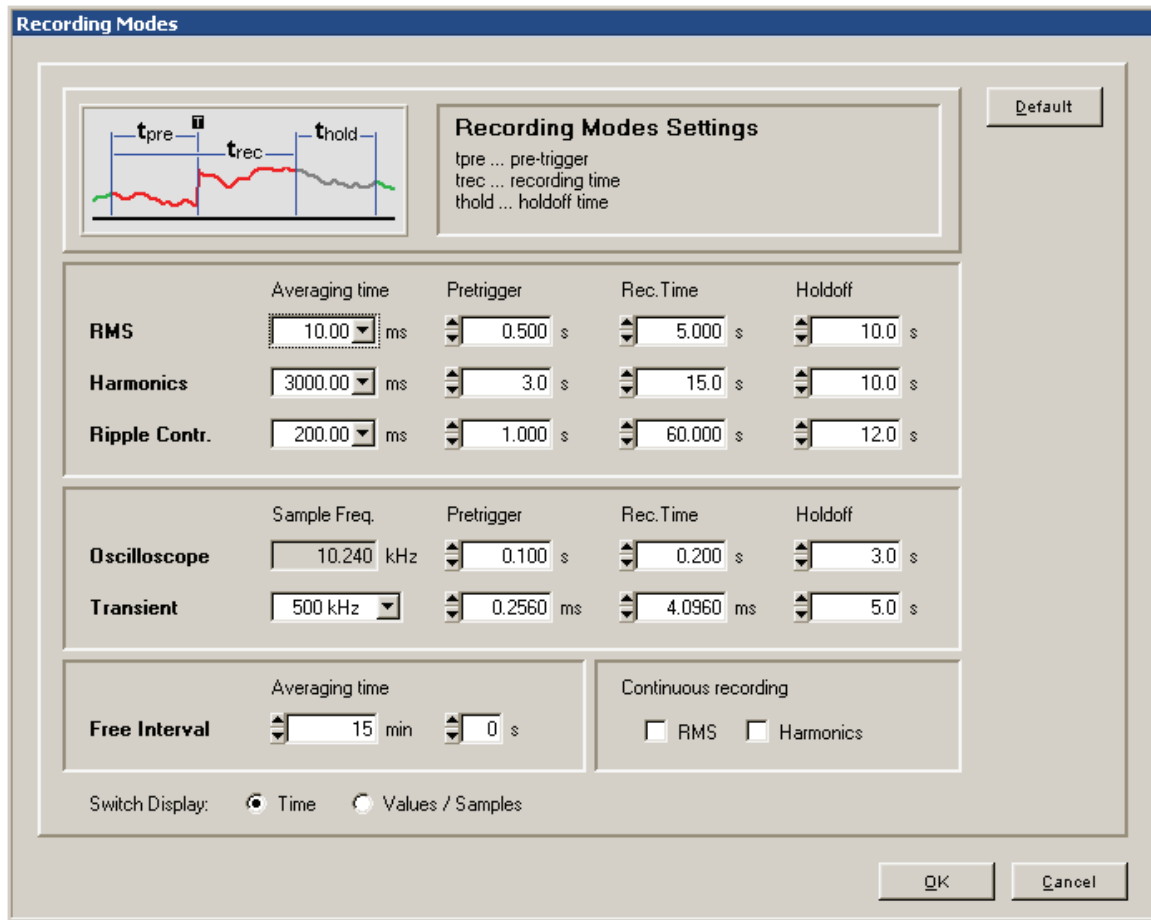 Recording Modes
Default
tpre T thold
trec
Recording Modes Settings
tpre ... pre-trigger
trec ... recording time
thold ... holdoff time
Averaging time Pretrigger Rec.Time Holdoff
RMS 10.00 ms 0.500 s 5.000 s 10.0 s
Harmonics 3000.00 ms 3.0 s 15.0 s 10.0 s
Ripple Contr. 200.00 ms 1.000 s 60.000 s 12.0 s
Sample Freq. Pretrigger Rec.Time Holdoff
Oscilloscope 10.240 kHz 0.100 s 0.200 s 3.0 s
Transient 500 kHz 0.2560 ms 4.0960 ms 5.0 s
Averaging time
Free Interval 15 min 0 s
Continuous recording
RMS Harmonics
Switch Display: Time Values / Samples
OK Cancel